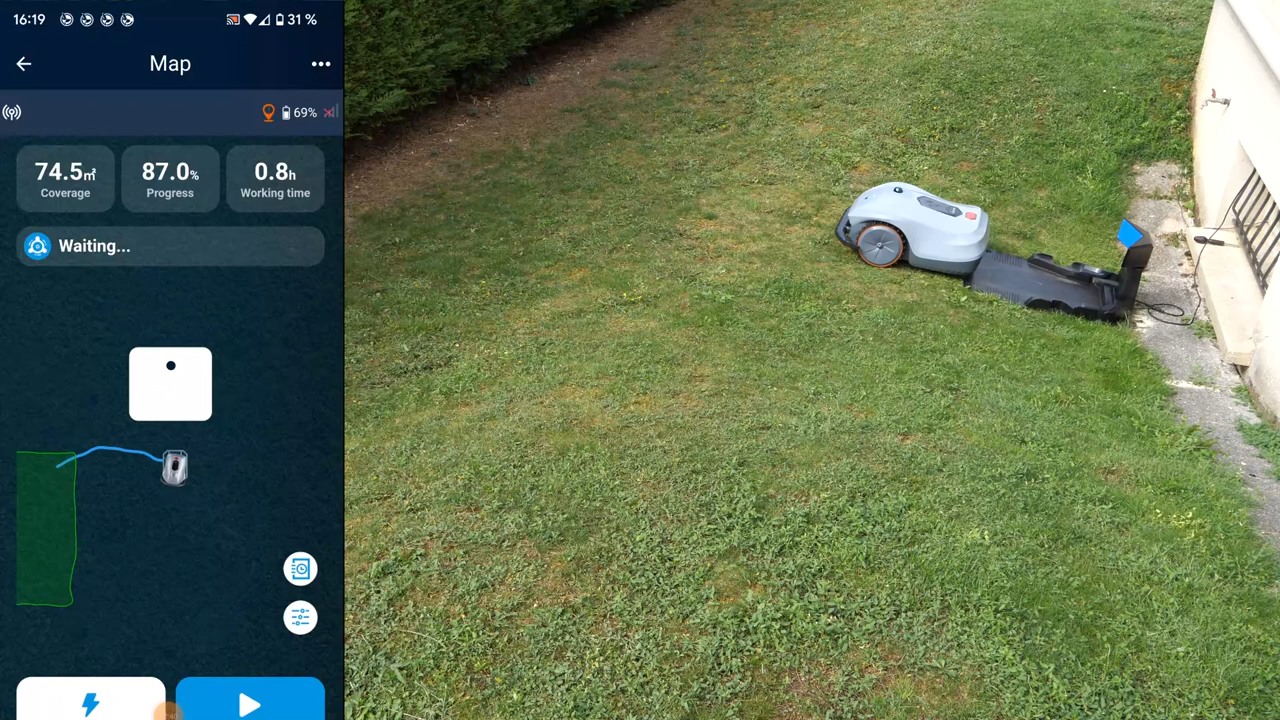 16:19
31 %
Map
69%
74.5㎡
Coverage
87.0%
Progress
0.8h
Working time
Waiting...